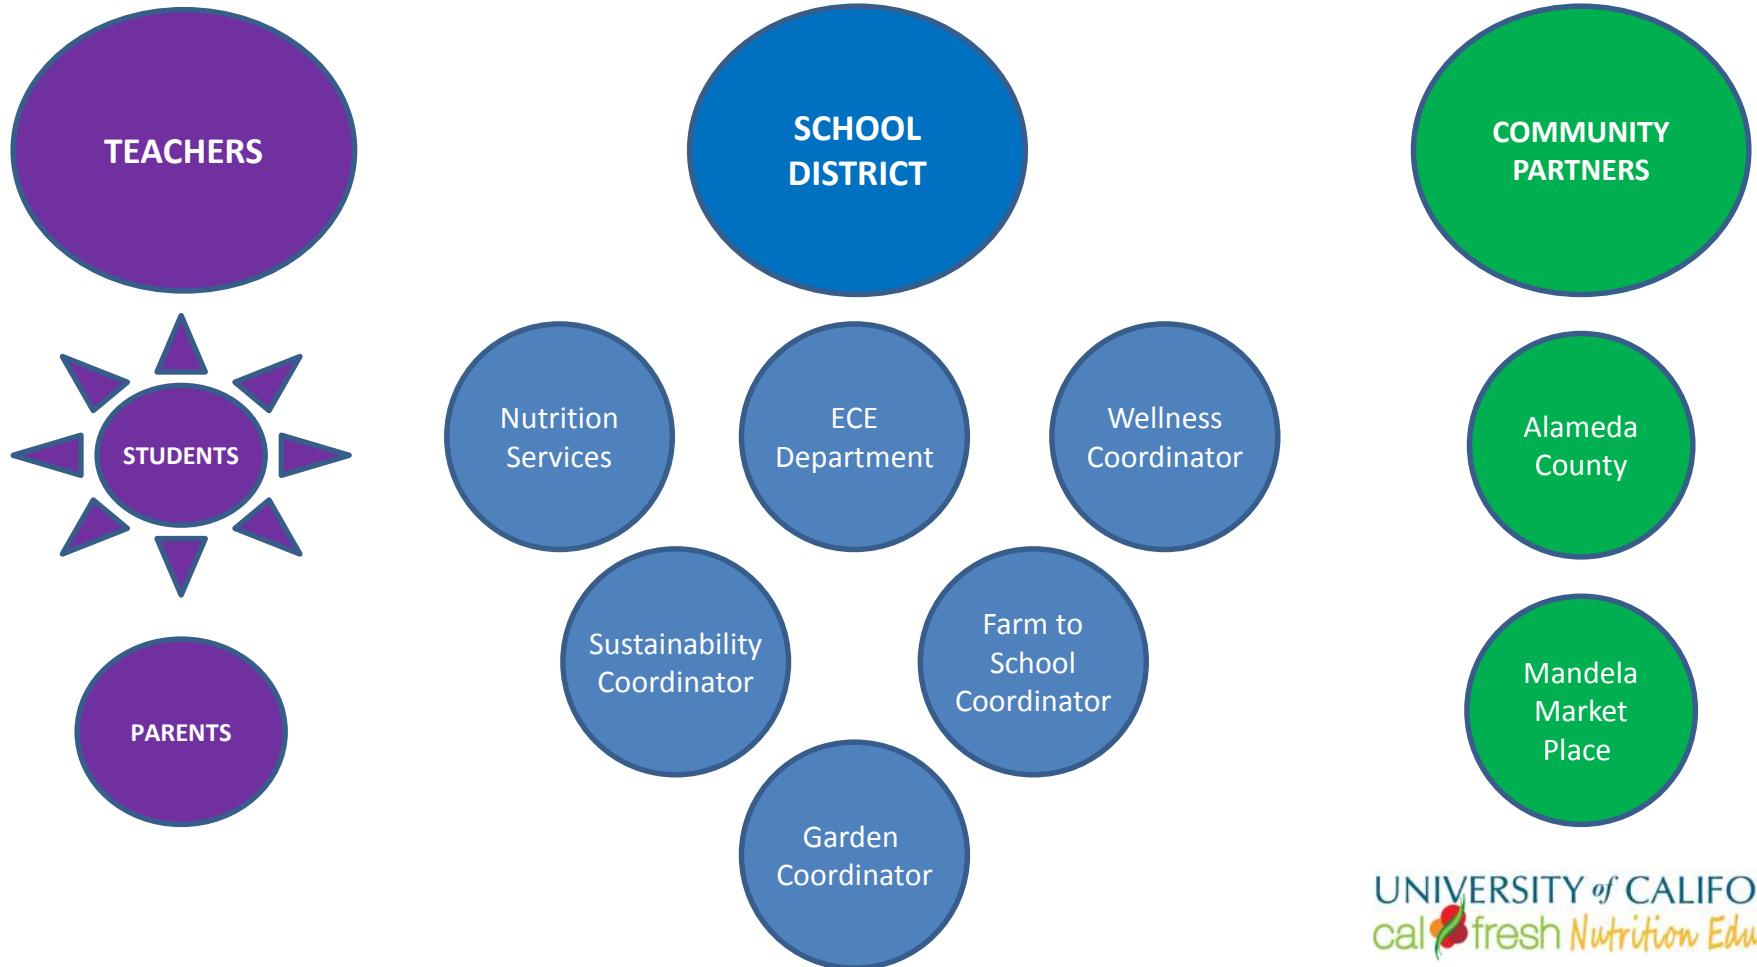 TEACHERS
STUDENTS
PARENTS
SCHOOL
DISTRICT
Nutrition
Services
ECE
Department
Wellness
Coordinator
Sustainability
Coordinator
Farm to
School
Coordinator
Garden
Coordinator
COMMUNITY
PARTNERS
Alameda
County
Mandela
Market
Place
UNIVERSITY of CALIFO
cal fresh Nutrition Edu